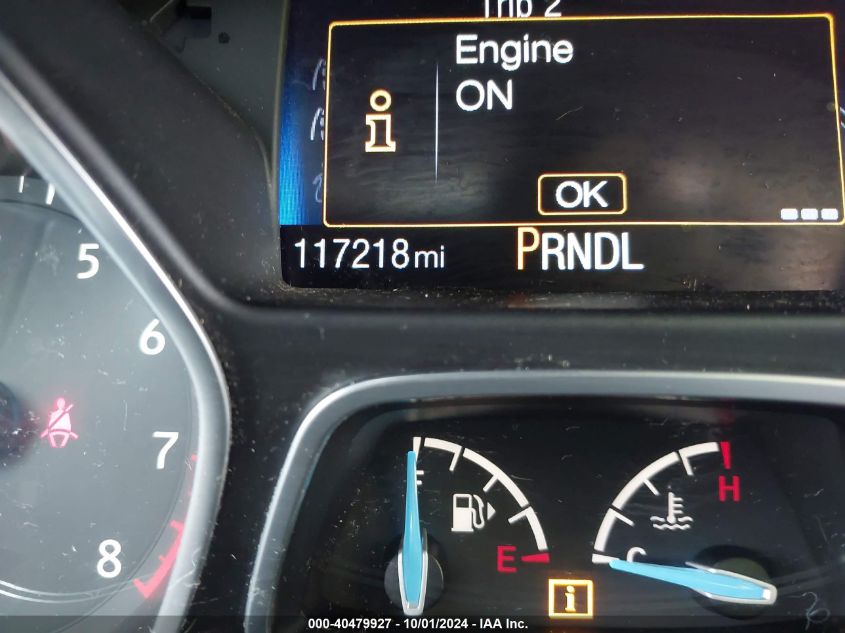 Trip 2
Engine
ON
i
OK
117218mi PRNDL
5
6
7
8
F
E
H
C
i
000-40479927 - 10/01/2024 - IAA Inc.